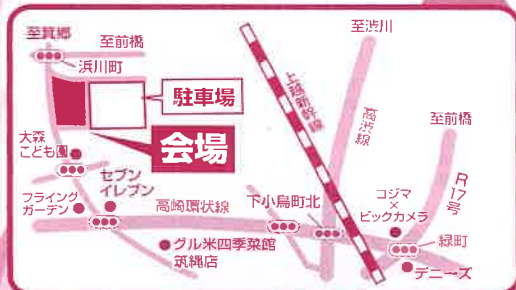 至箕郷
至前橋
浜川町
駐車場
会場
大森
こども園
セブン
イレブン
フライング
ガーデン
高崎環状線
グル米四季菜館
筑縄店
上越新幹線
至渋川
高渋線
至前橋
R17号
下小鳥町北
コジマ
×
ビックカメラ
緑町
デニーズ